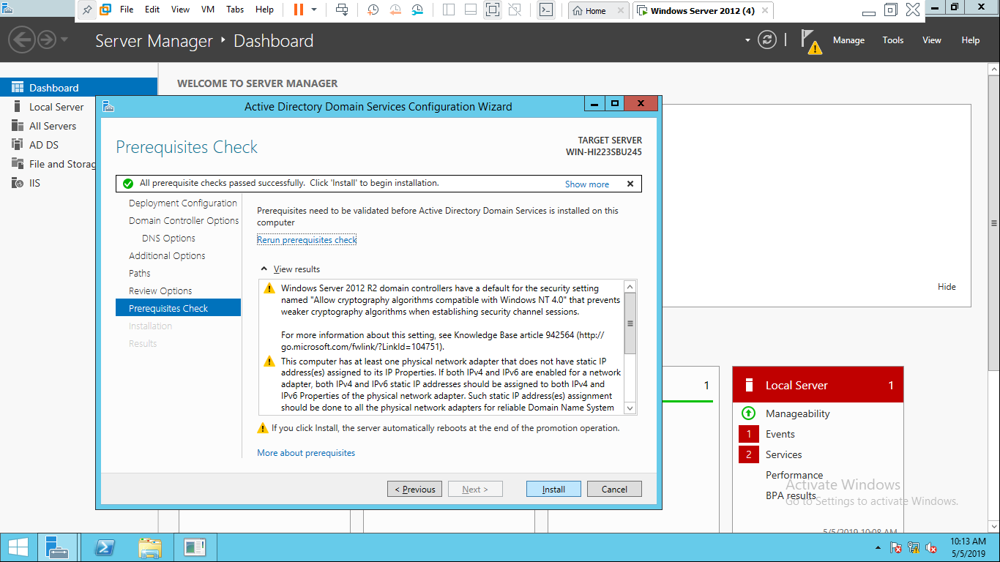 File Edit View VM Tabs Help
Home
Windows Server 2012 (4)
Server Manager Dashboard
Manage Tools View Help
Dashboard
Local Server
All Servers
AD DS
File and Storag
IIS
WELCOME TO SERVER MANAGER
Active Directory Domain Services Configuration Wizard
Prerequisites Check
TARGET SERVER
WIN-HI223SBU245
All prerequisite checks passed successfully. Click 'Install' to begin installation.
Show more
Deployment Configuration
Domain Controller Options
DNS Options
Additional Options
Paths
Review Options
Prerequisites Check
Installation
Results
Prerequisites need to be validated before Active Directory Domain Services is installed on this
computer
Rerun prerequisites check
View results
Windows Server 2012 R2 domain controllers have a default for the security setting
named "Allow cryptography algorithms compatible with Windows NT 4.0" that prevents
weaker cryptography algorithms when establishing security channel sessions.
For more information about this setting, see Knowledge Base article 942564 (http://
go.microsoft.com/fwlink/?LinkId=104751).
This computer has at least one physical network adapter that does not have static IP
address(es) assigned to its IP Properties. If both IPv4 and IPv6 are enabled for a network
adapter, both IPv4 and IPv6 static IP addresses should be assigned to both IPv4 and
IPv6 Properties of the physical network adapter. Such static IP address(es) assignment
should be done to all the physical network adapters for reliable Domain Name System
If you click Install, the server automatically reboots at the end of the promotion operation.
More about prerequisites
< Previous
Next >
Install
Cancel
Hide
1
Local Server 1
Manageability
1 Events
2 Services
Performance
BPA results
5/5/2019 10:08 AM
Activate Windows
Go to Settings to activate Windows.
10:13 AM
5/5/2019